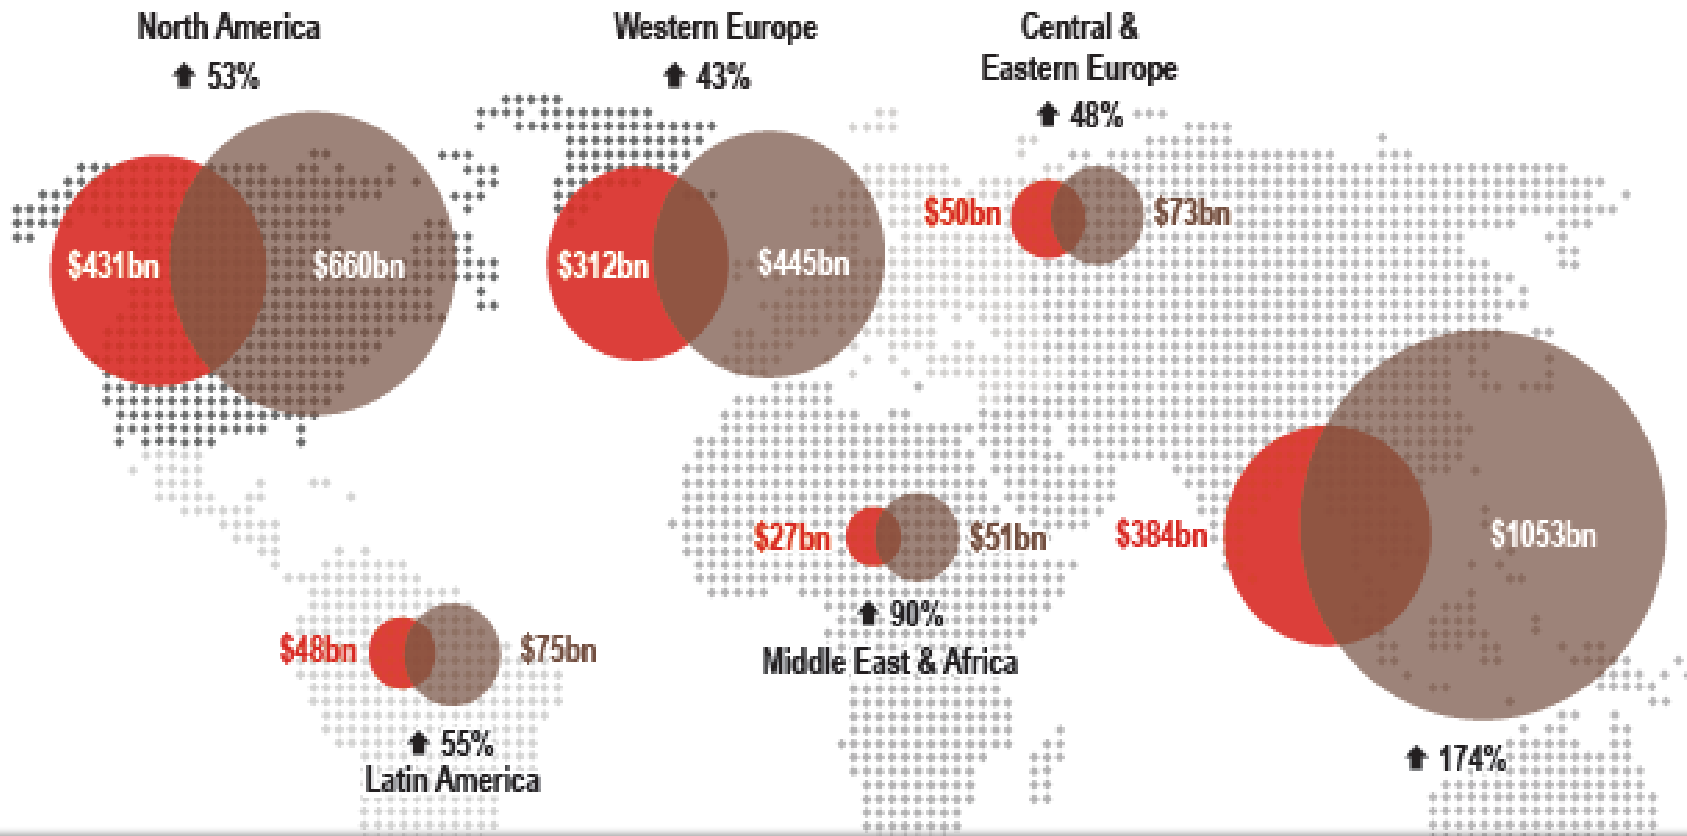 North America
53%
$431bn
$660bn
Western Europe
43%
$312bn
$445bn
Central &
Eastern Europe
48%
$50bn
$73bn
$27bn
$51bn
90%
Middle East & Africa
$384bn
$1053bn
174%
$48bn
$75bn
55%
Latin America